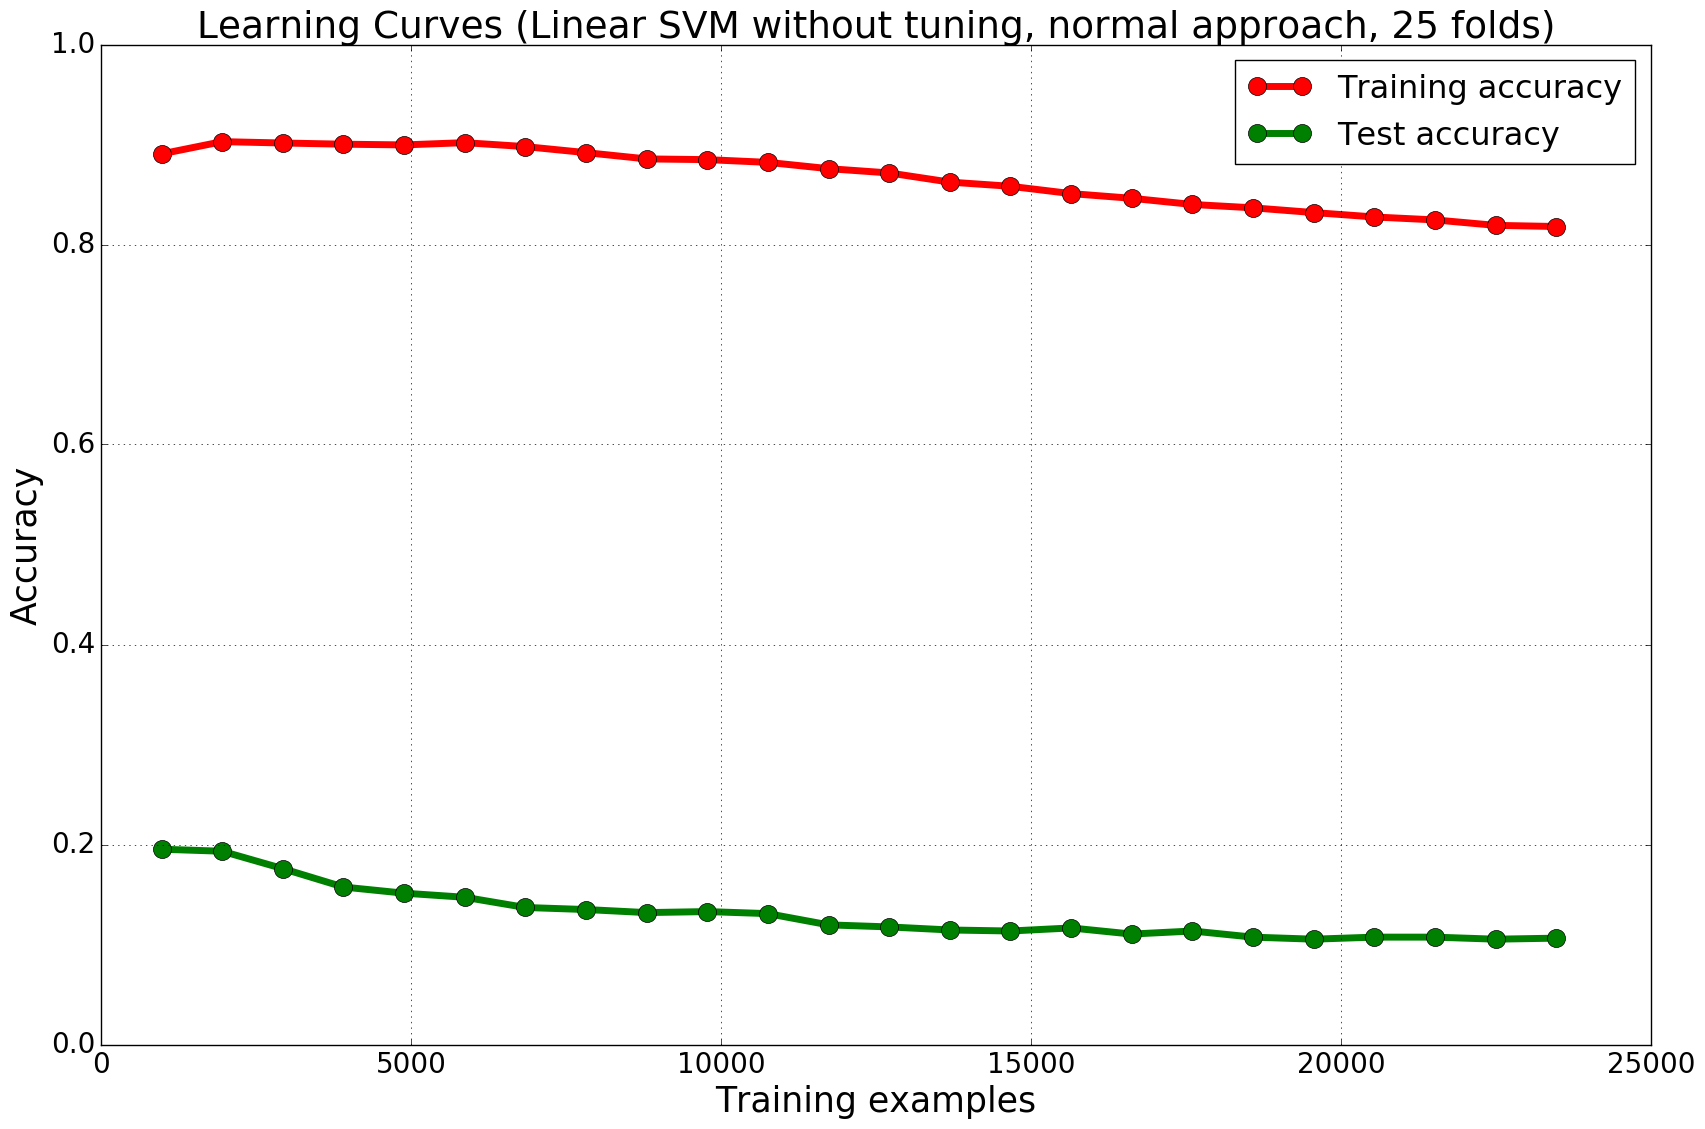 Learning Curves (Linear SVM without tuning, normal approach, 25 folds)
Training accuracy
Test accuracy
Accuracy
1.0
0.8
0.6
0.4
0.2
0.0
0 5000 10000 15000 20000 25000
Training examples